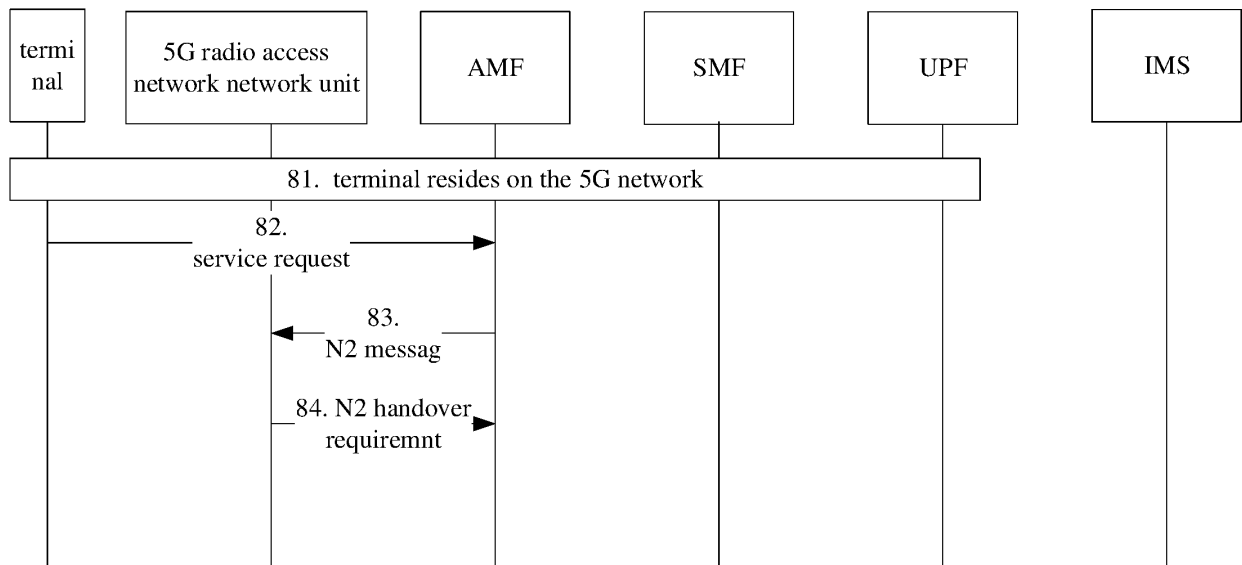 termi
nal
5G radio access
network network unit
AMF
SMF
UPF
IMS
81.  terminal resides on the 5G network
82.
service request
83.
N2 messag
84. N2 handover
requiremnt